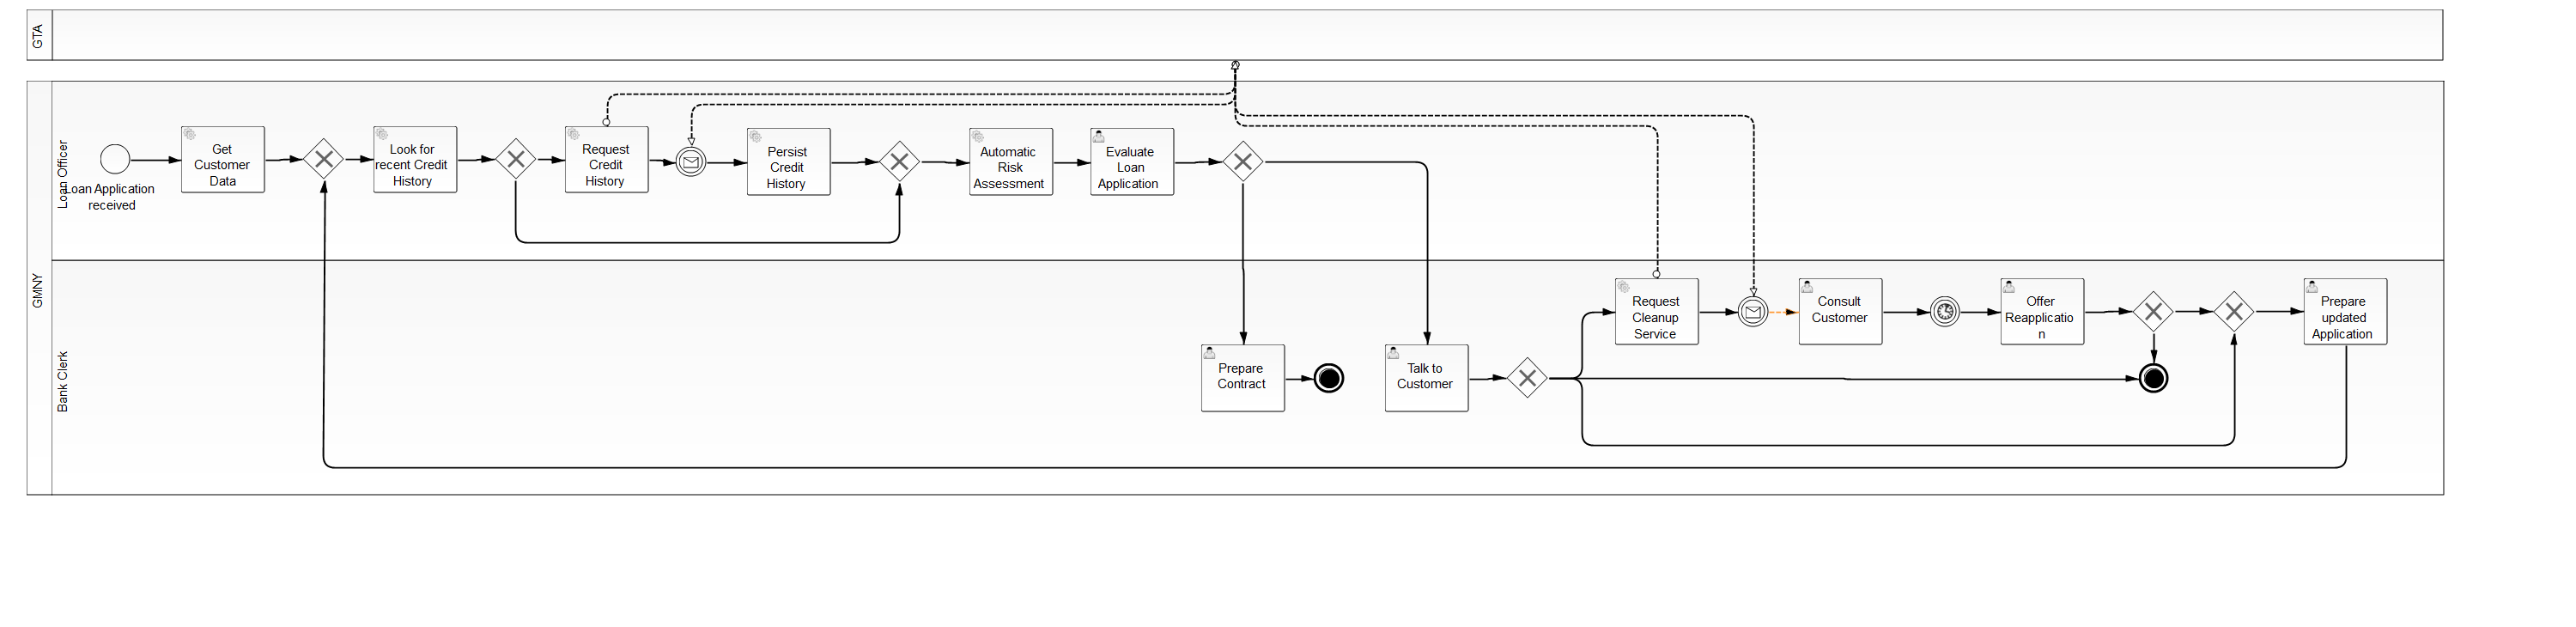 GTA
GMNY
Loan Officer
Loan Application
received
Get
Customer
Data
Look for
recent Credit
History
Request
Credit
History
Persist
Credit
History
Automatic
Risk
Assessment
Evaluate
Loan
Application
Bank Clerk
Prepare
Contract
Talk to
Customer
Request
Cleanup
Service
Consult
Customer
Offer
Reapplicatio
n
Prepare
updated
Application